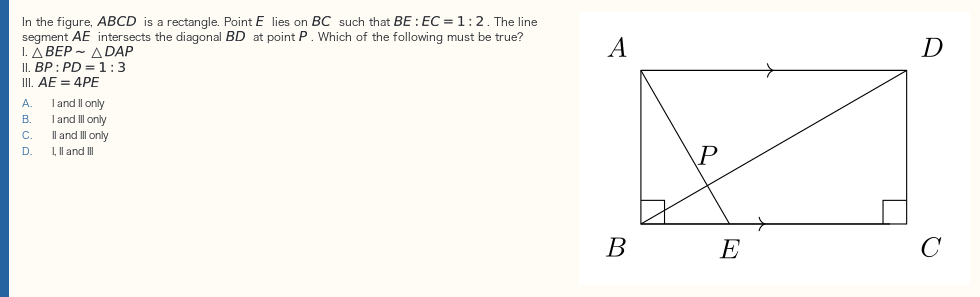 In the figure, ABCD is a rectangle. Point E lies on BC such that BE : EC = 1 : 2 . The line
segment AE intersects the diagonal BD at point P . Which of the following must be true?
I. △BEP ~ △DAP
II. BP : PD = 1 : 3
III. AE = 4PE
A. I and II only
B. I and III only
C. II and III only
D. I, II and III
A
D
P
B
E
C